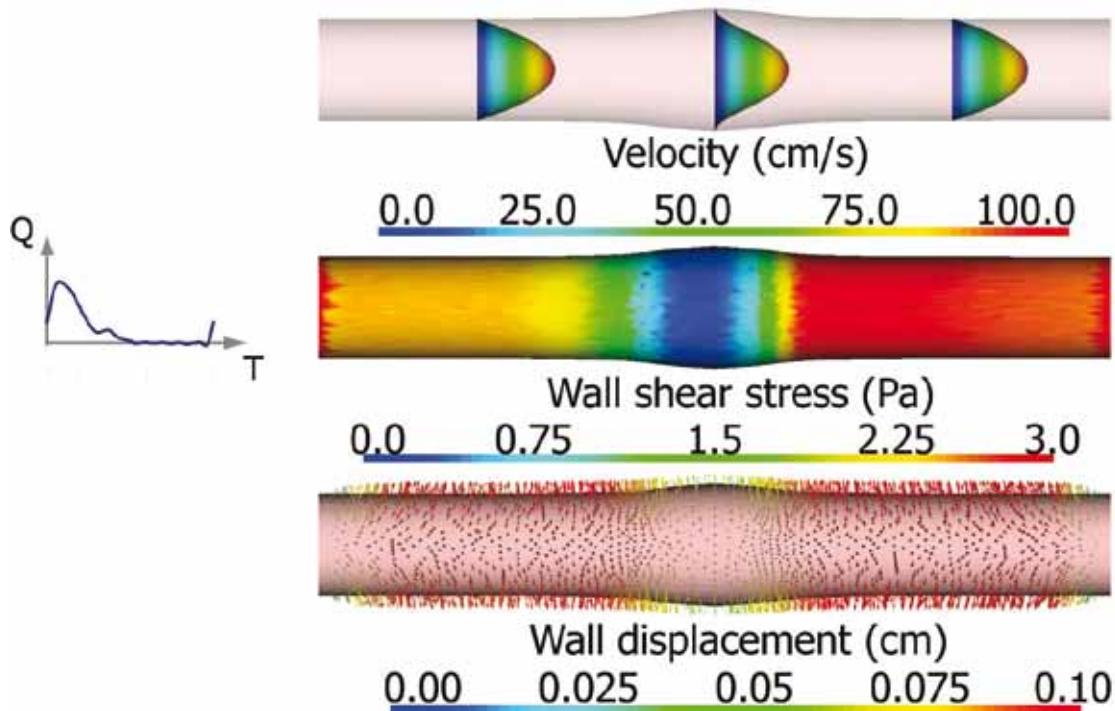 Velocity (cm/s)
0.0 25.0 50.0 75.0 100.0
Q
T
Wall shear stress (Pa)
0.0 0.75 1.5 2.25 3.0
Wall displacement (cm)
0.00 0.025 0.05 0.075 0.10